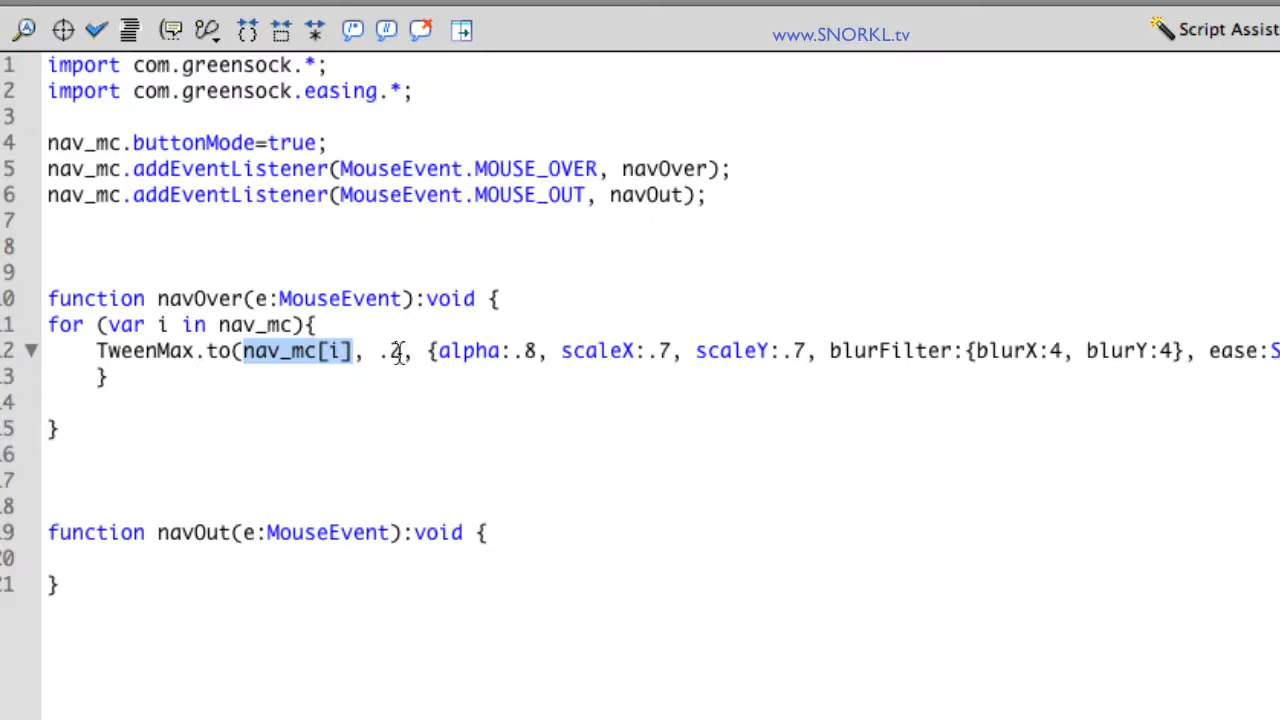 www.SNORKL.tv
Script Assist
1 import com.greensock.*;
2 import com.greensock.easing.*;
3
4 nav_mc.buttonMode=true;
5 nav_mc.addEventListener(MouseEvent.MOUSE_OVER, navOver);
6 nav_mc.addEventListener(MouseEvent.MOUSE_OUT, navOut);
7
8
9
0 function navOver(e:MouseEvent):void {
1 for (var i in nav_mc){
2 TweenMax.to(nav_mc[i], .2, {alpha:.8, scaleX:.7, scaleY:.7, blurFilter:{blurX:4, blurY:4}, ease:S
3 }
4
5 }
6
7
8
9 function navOut(e:MouseEvent):void {
0
1 }